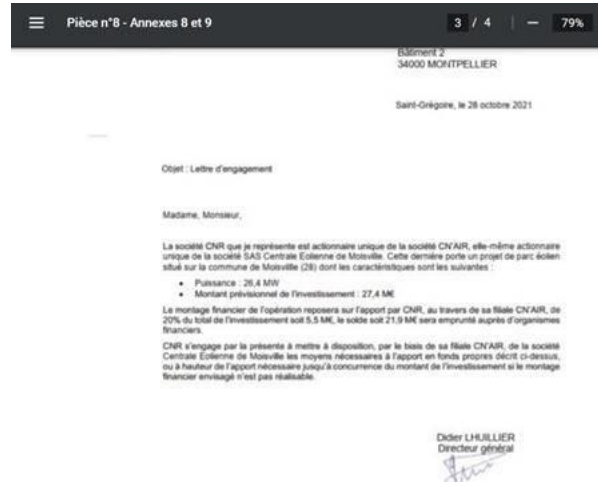 Pièce n°8 - Annexes 8 et 9
3 / 4
79%
Bâtiment 2
34000 MONTPELLIER
Saint-Grégoire, le 28 octobre 2021
Objet : Lettre d'engagement
Madame, Monsieur,
La société CNR que je représente est actionnaire unique de la société CN'AIR, elle-même actionnaire
unique de la société SAS Centrale Eolienne de Moisville. Cette dernière porte un projet de parc éolien
situé sur la commune de Moisville (28) dont les caractéristiques sont les suivantes :
• Puissance : 26,4 MW
• Montant prévisionnel de l'investissement : 27,4 M€
Le montage financier de l'opération reposera sur l'apport par CNR, au travers de sa filiale CN'AIR, de
20% du total de l'investissement soit 5,5 M€, le solde soit 21,9 M€ sera emprunté auprès d'organismes
financiers.
CNR s'engage par la présente à mettre à disposition, par le biais de sa filiale CN'AIR, de la société
Centrale Eolienne de Moisville les moyens nécessaires à l'apport en fonds propres décrit ci-dessus,
ou à hauteur de l'apport nécessaire jusqu'à concurrence du montant de l'investissement si le montage
financier envisagé n'est pas réalisable.
Didier LHUILLIER
Directeur général